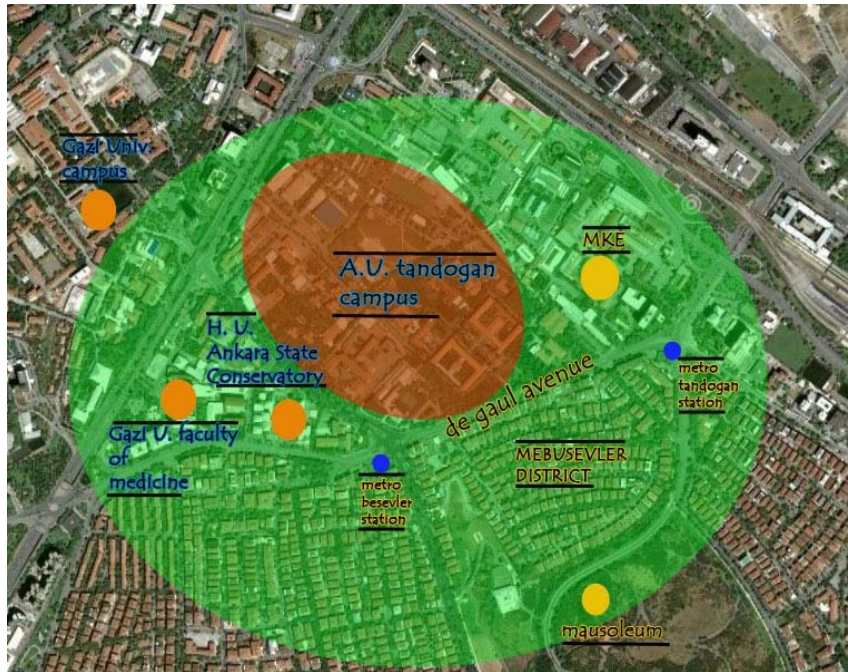 Gazi Univ.
campus
MKE
A.U. tandogan
campus
H. U.
Ankara State
Conservatory
metro
tandogan
station
de gaul avenue
Gazi U. faculty
of
medicine
MEBUSEVLER
DISTRICT
metro
besevler
station
mausoleum